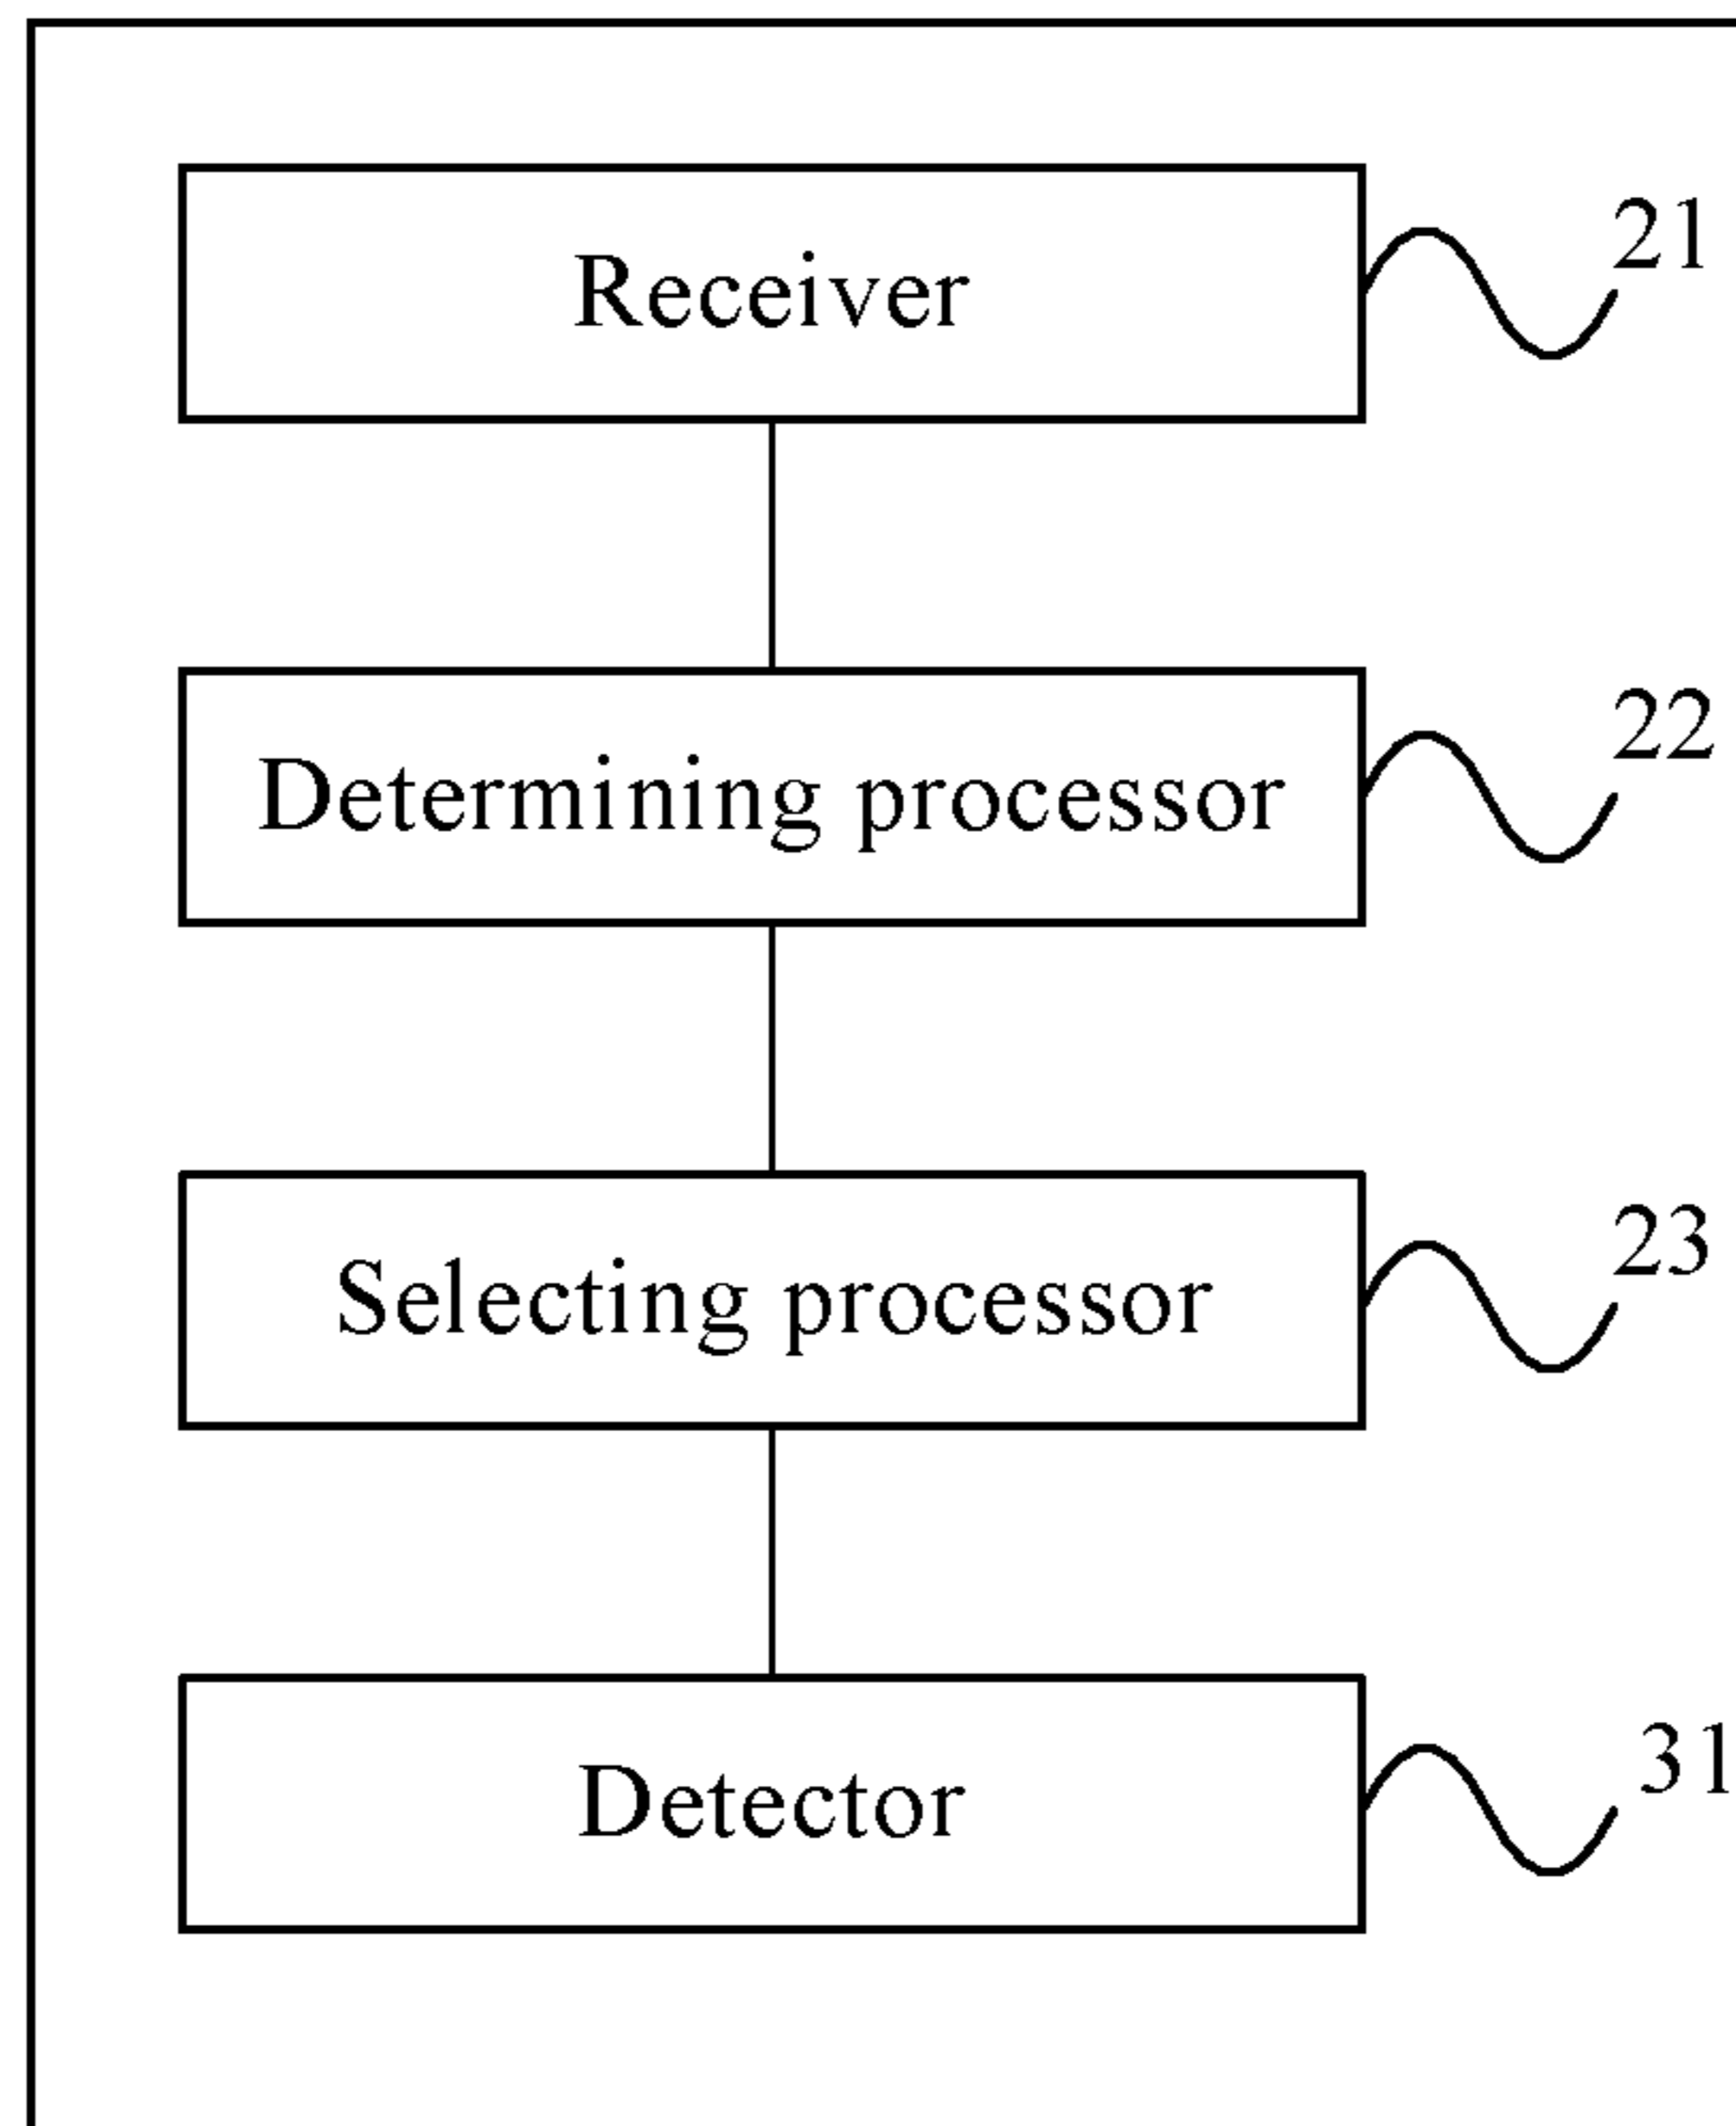 Receiver
21
Determining processor
22
Selecting processor
23
Detector
31